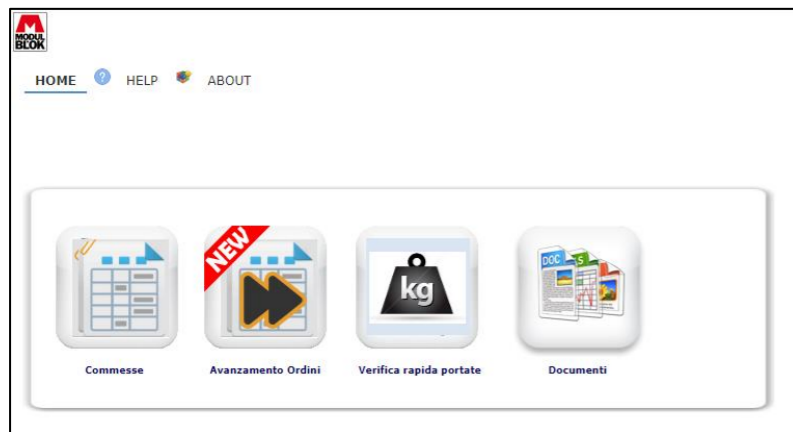 MODUL
BLOK
HOME ? HELP ABOUT
NEW
kg
DOC S
Commesse Avanzamento Ordini Verifica rapida portate Documenti